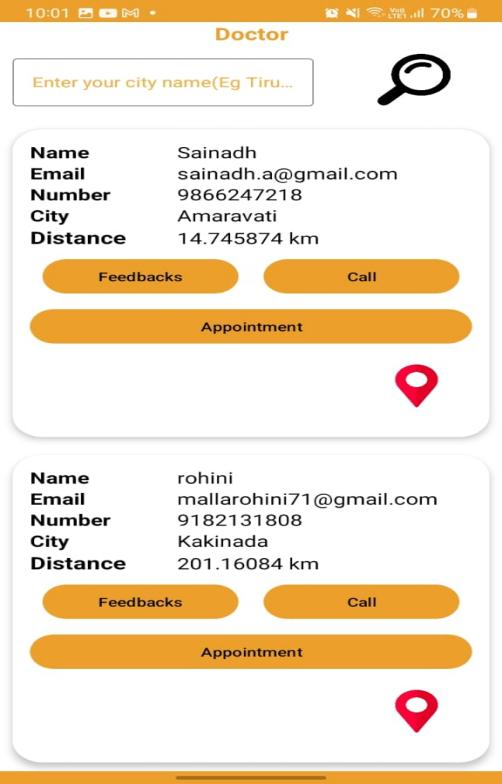 10:01 70%
Doctor
Enter your city name(Eg Tiru...
Name Sainadh
Email sainadh.a@gmail.com
Number 9866247218
City Amaravati
Distance 14.745874 km
Feedbacks Call
Appointment
Name rohini
Email mallarohini71@gmail.com
Number 9182131808
City Kakinada
Distance 201.16084 km
Feedbacks Call
Appointment